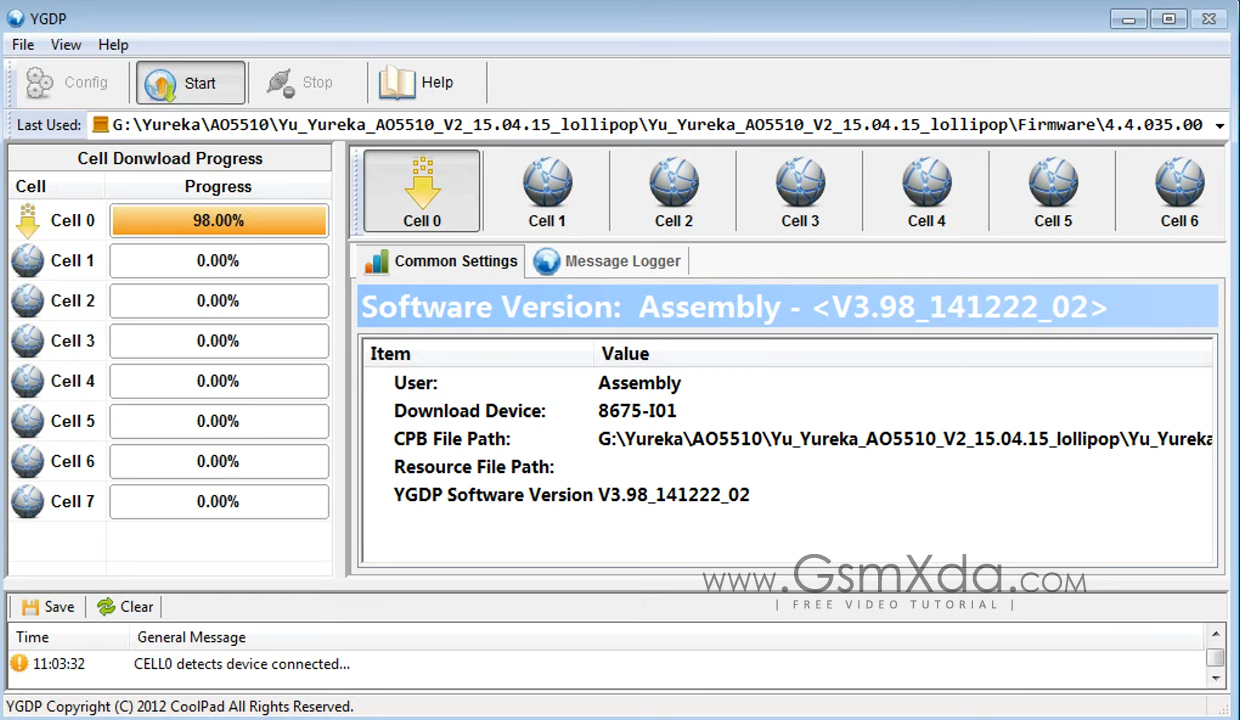 YGDP
File View Help
Config Start Stop Help
Last Used: G:\Yureka\AO5510\Yu_Yureka_AO5510_V2_15.04.15_lollipop\Yu_Yureka_AO5510_V2_15.04.15_lollipop\Firmware\4.4.035.00
Cell Donwload Progress
Cell Progress
Cell 0 98.00%
Cell 1 0.00%
Cell 2 0.00%
Cell 3 0.00%
Cell 4 0.00%
Cell 5 0.00%
Cell 6 0.00%
Cell 7 0.00%
Cell 0 Cell 1 Cell 2 Cell 3 Cell 4 Cell 5 Cell 6
Common Settings Message Logger
Software Version: Assembly - <V3.98_141222_02>
Item Value
User: Assembly
Download Device: 8675-I01
CPB File Path: G:\Yureka\AO5510\Yu_Yureka_AO5510_V2_15.04.15_lollipop\Yu_Yureka
Resource File Path:
YGDP Software Version V3.98_141222_02
www.GsmXda.com
| FREE VIDEO TUTORIAL |
Save Clear
Time General Message
11:03:32 CELL0 detects device connected...
YGDP Copyright (C) 2012 CoolPad All Rights Reserved.